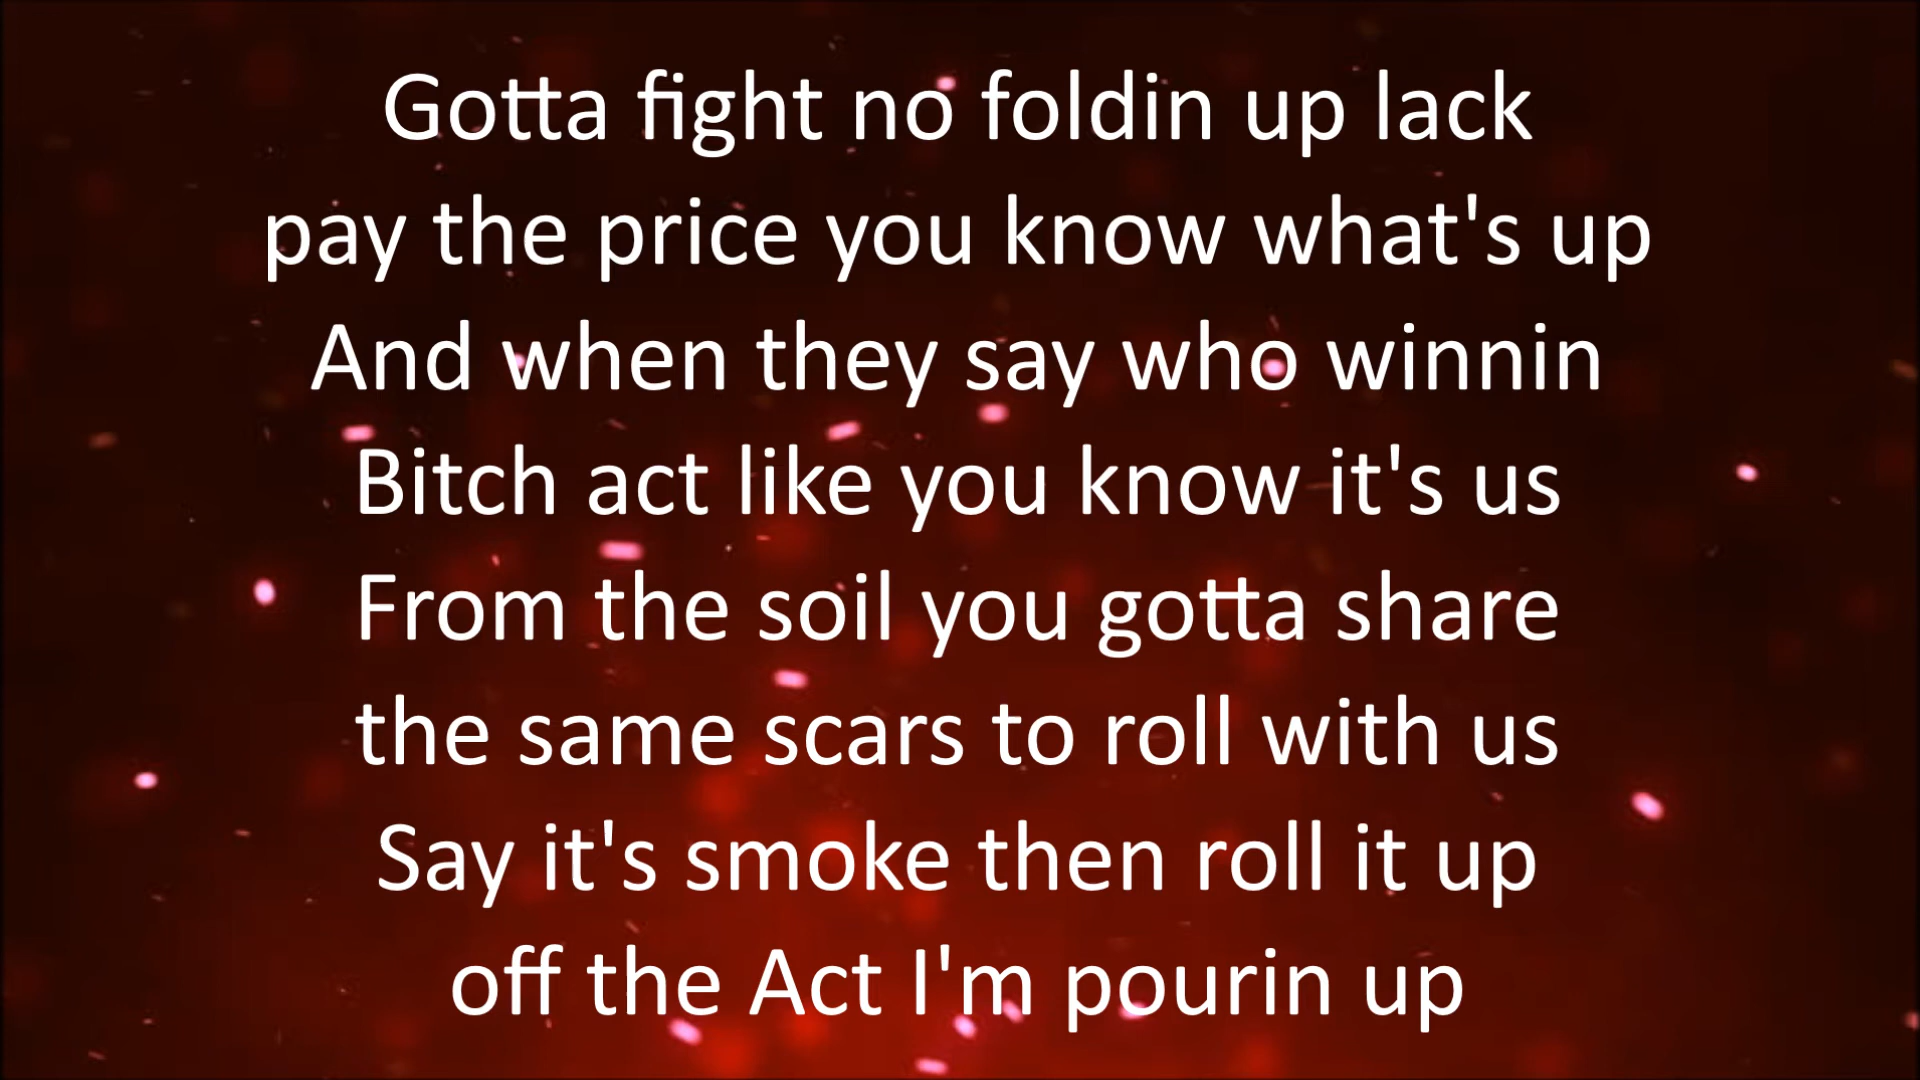 Gotta fight no foldin up lack
pay the price you know what's up
And when they say who winnin
Bitch act like you know it's us
From the soil you gotta share
the same scars to roll with us
Say it's smoke then roll it up
off the Act I'm pourin up